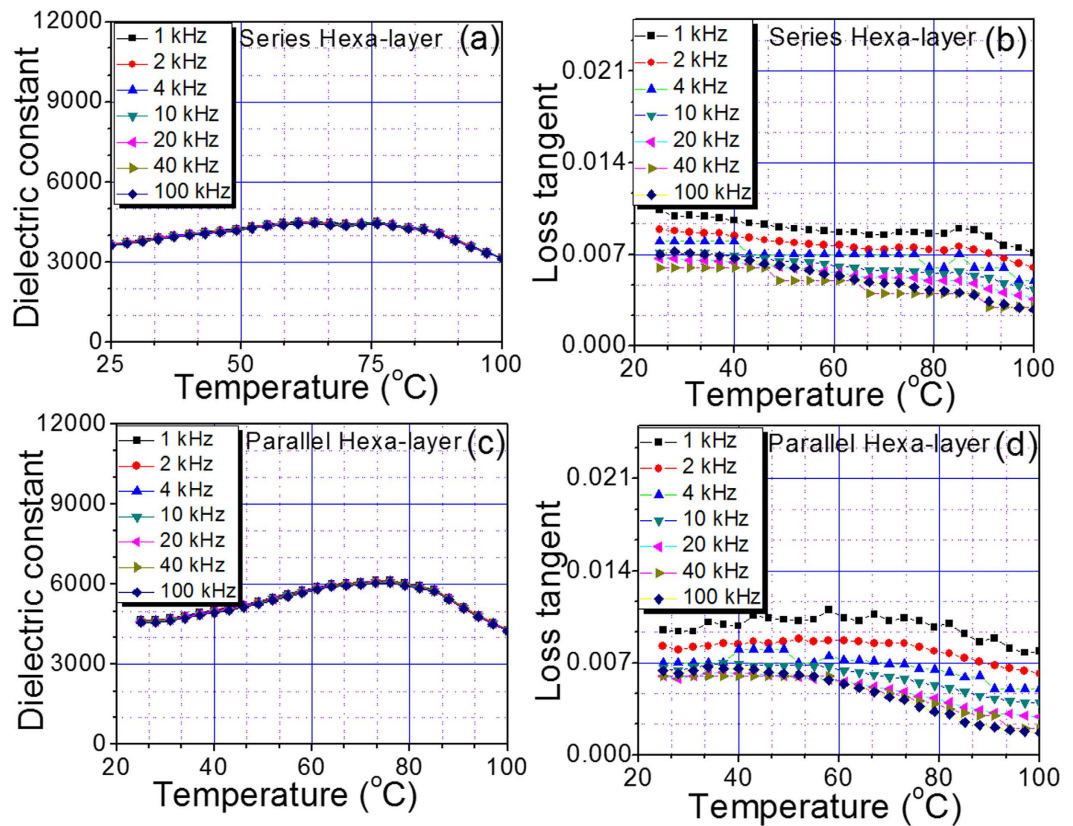 Series Hexa-layer (a)
Dielectric constant
12000
9000
6000
3000
0
1 kHz
2 kHz
4 kHz
10 kHz
20 kHz
40 kHz
100 kHz
25 50 75 100
Temperature (°C)
Series Hexa-layer (b)
Loss tangent
0.021
0.014
0.007
0.000
1 kHz
2 kHz
4 kHz
10 kHz
20 kHz
40 kHz
100 kHz
20 40 60 80 100
Temperature (°C)
Parallel Hexa-layer (c)
Dielectric constant
12000
9000
6000
3000
0
1 kHz
2 kHz
4 kHz
10 kHz
20 kHz
40 kHz
100 kHz
20 40 60 80 100
Temperature (°C)
Parallel Hexa-layer (d)
Loss tangent
0.021
0.014
0.007
0.000
1 kHz
2 kHz
4 kHz
10 kHz
20 kHz
40 kHz
100 kHz
20 40 60 80 100
Temperature (°C)